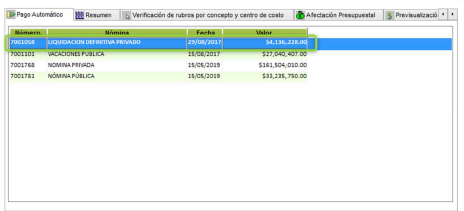 Pago Automático Resumen Verificación de rubros por concepto y centro de costo Afectación Presupuestal Previsualizació
Número Nómina Fecha Valor
7001058 LIQUIDACION DEFINITIVA PRIVADO 29/08/2017 $4,136,228.00
7001101 VACACIONES PUBLICA 15/08/2017 $27,040,407.00
7001768 NOMINA PRIVADA 15/05/2019 $161,504,010.00
7001781 NÓMINA PÚBLICA 15/05/2019 $33,235,750.00